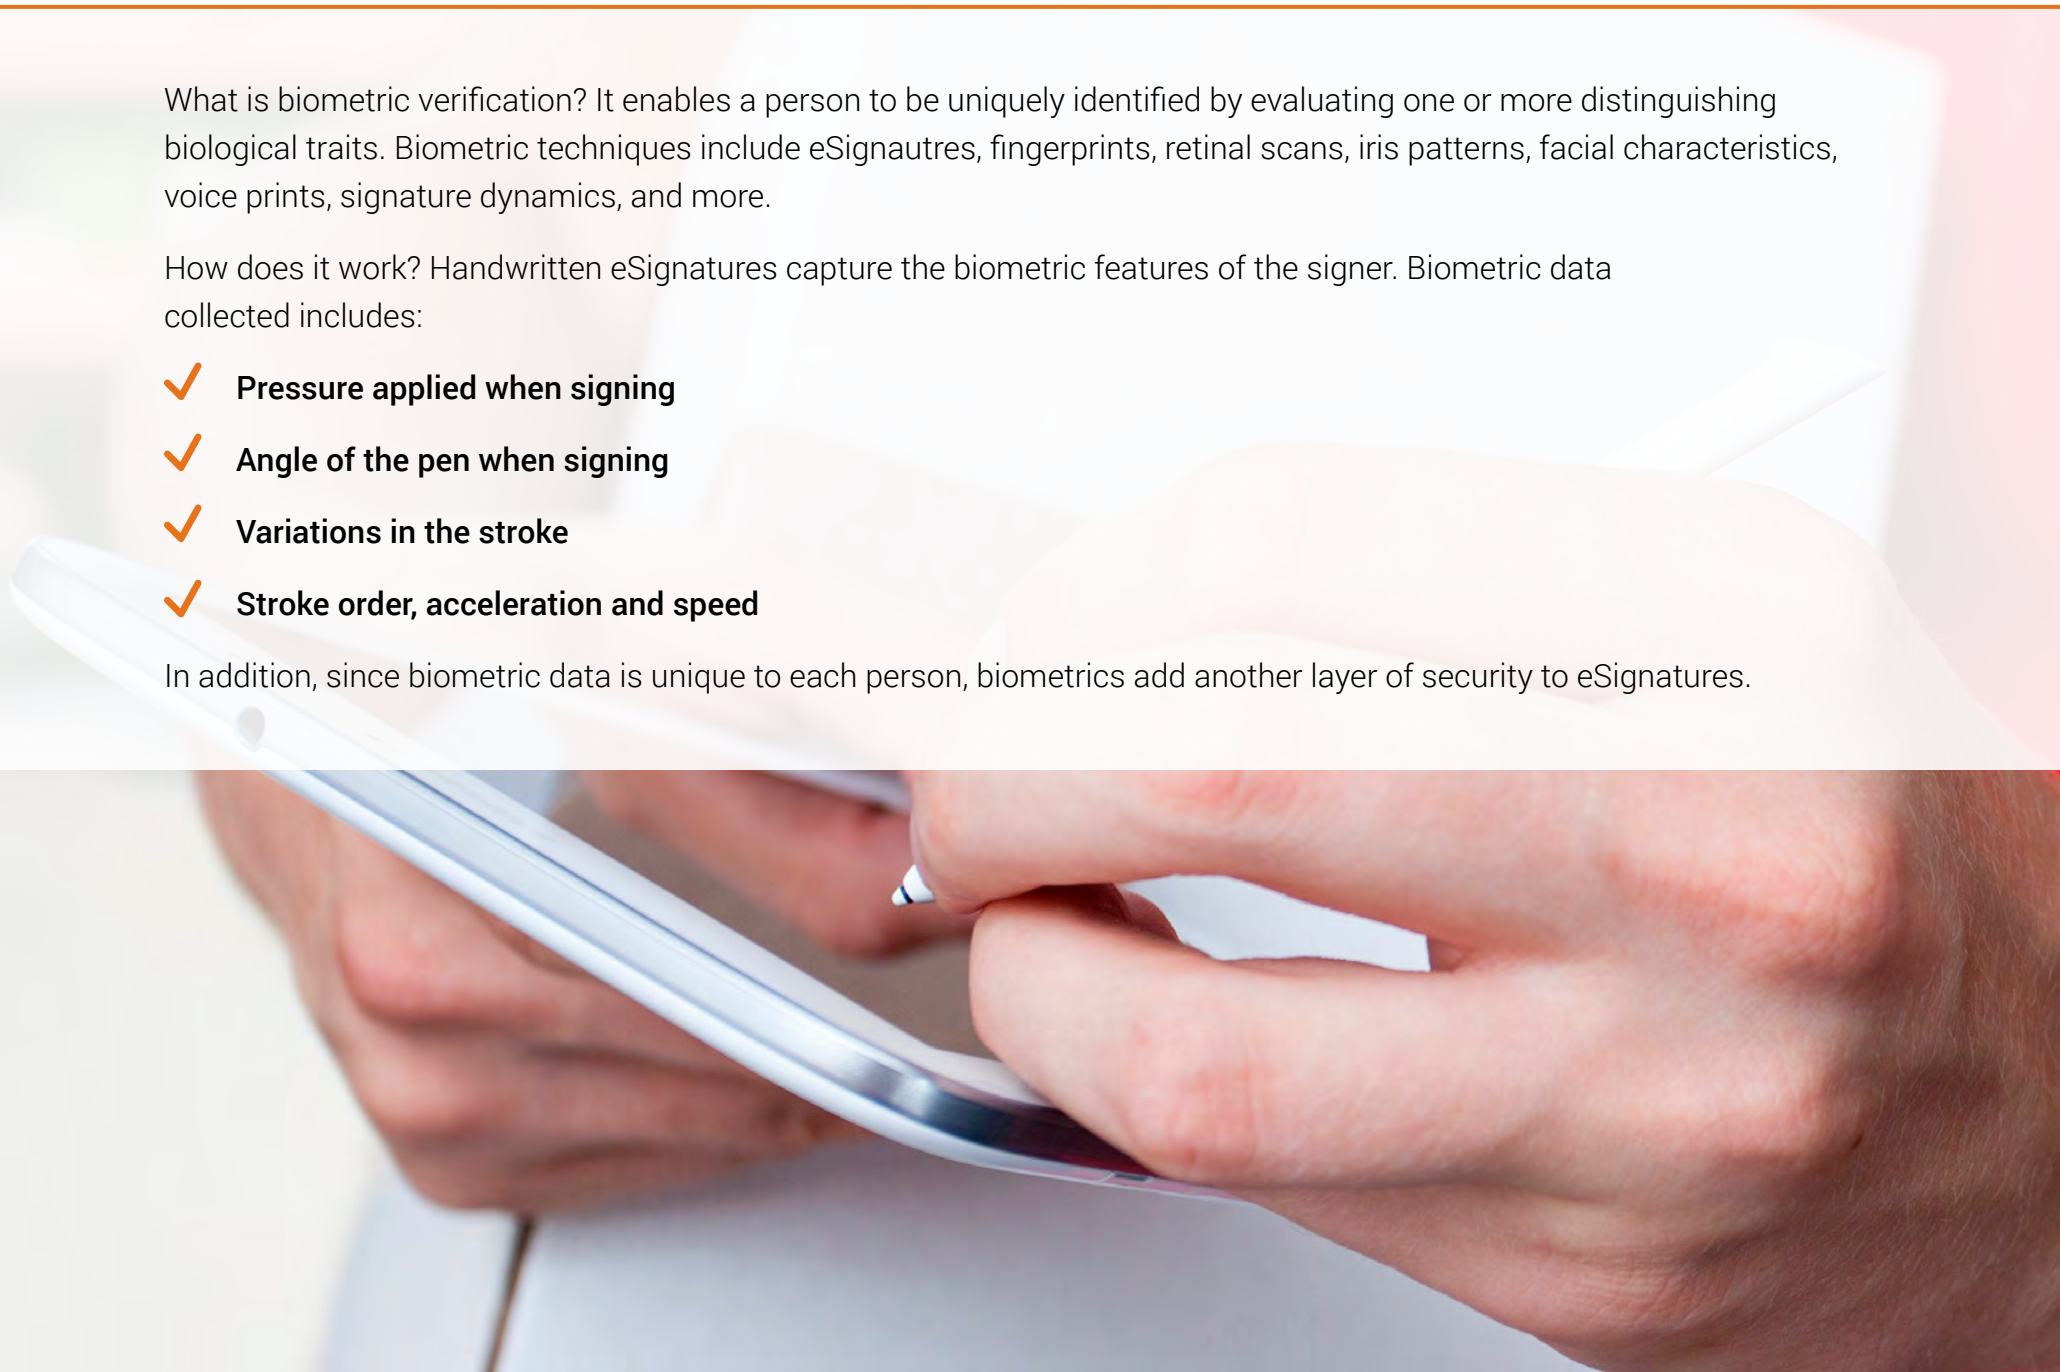 What is biometric verification? It enables a person to be uniquely identified by evaluating one or more distinguishing
biological traits. Biometric techniques include eSignautres, fingerprints, retinal scans, iris patterns, facial characteristics,
voice prints, signature dynamics, and more.
How does it work? Handwritten eSignatures capture the biometric features of the signer. Biometric data
collected includes:
Pressure applied when signing
Angle of the pen when signing
Variations in the stroke
Stroke order, acceleration and speed
In addition, since biometric data is unique to each person, biometrics add another layer of security to eSignatures.